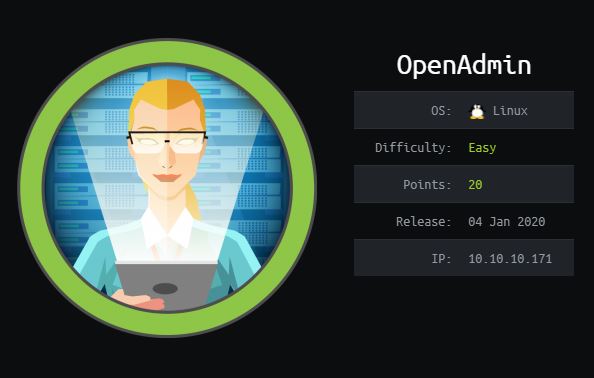 OpenAdmin
OS: Linux
Difficulty: Easy
Points: 20
Release: 04 Jan 2020
IP: 10.10.10.171